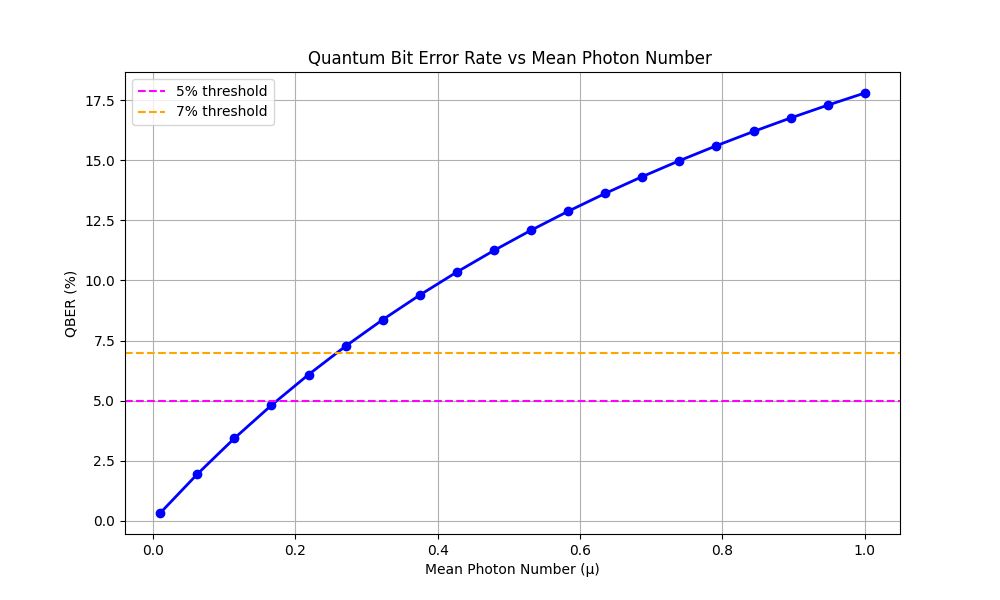 Quantum Bit Error Rate vs Mean Photon Number
5% threshold
7% threshold
17.5
15.0
12.5
10.0
7.5
5.0
2.5
0.0
QBER (%)
0.0 0.2 0.4 0.6 0.8 1.0
Mean Photon Number (μ)